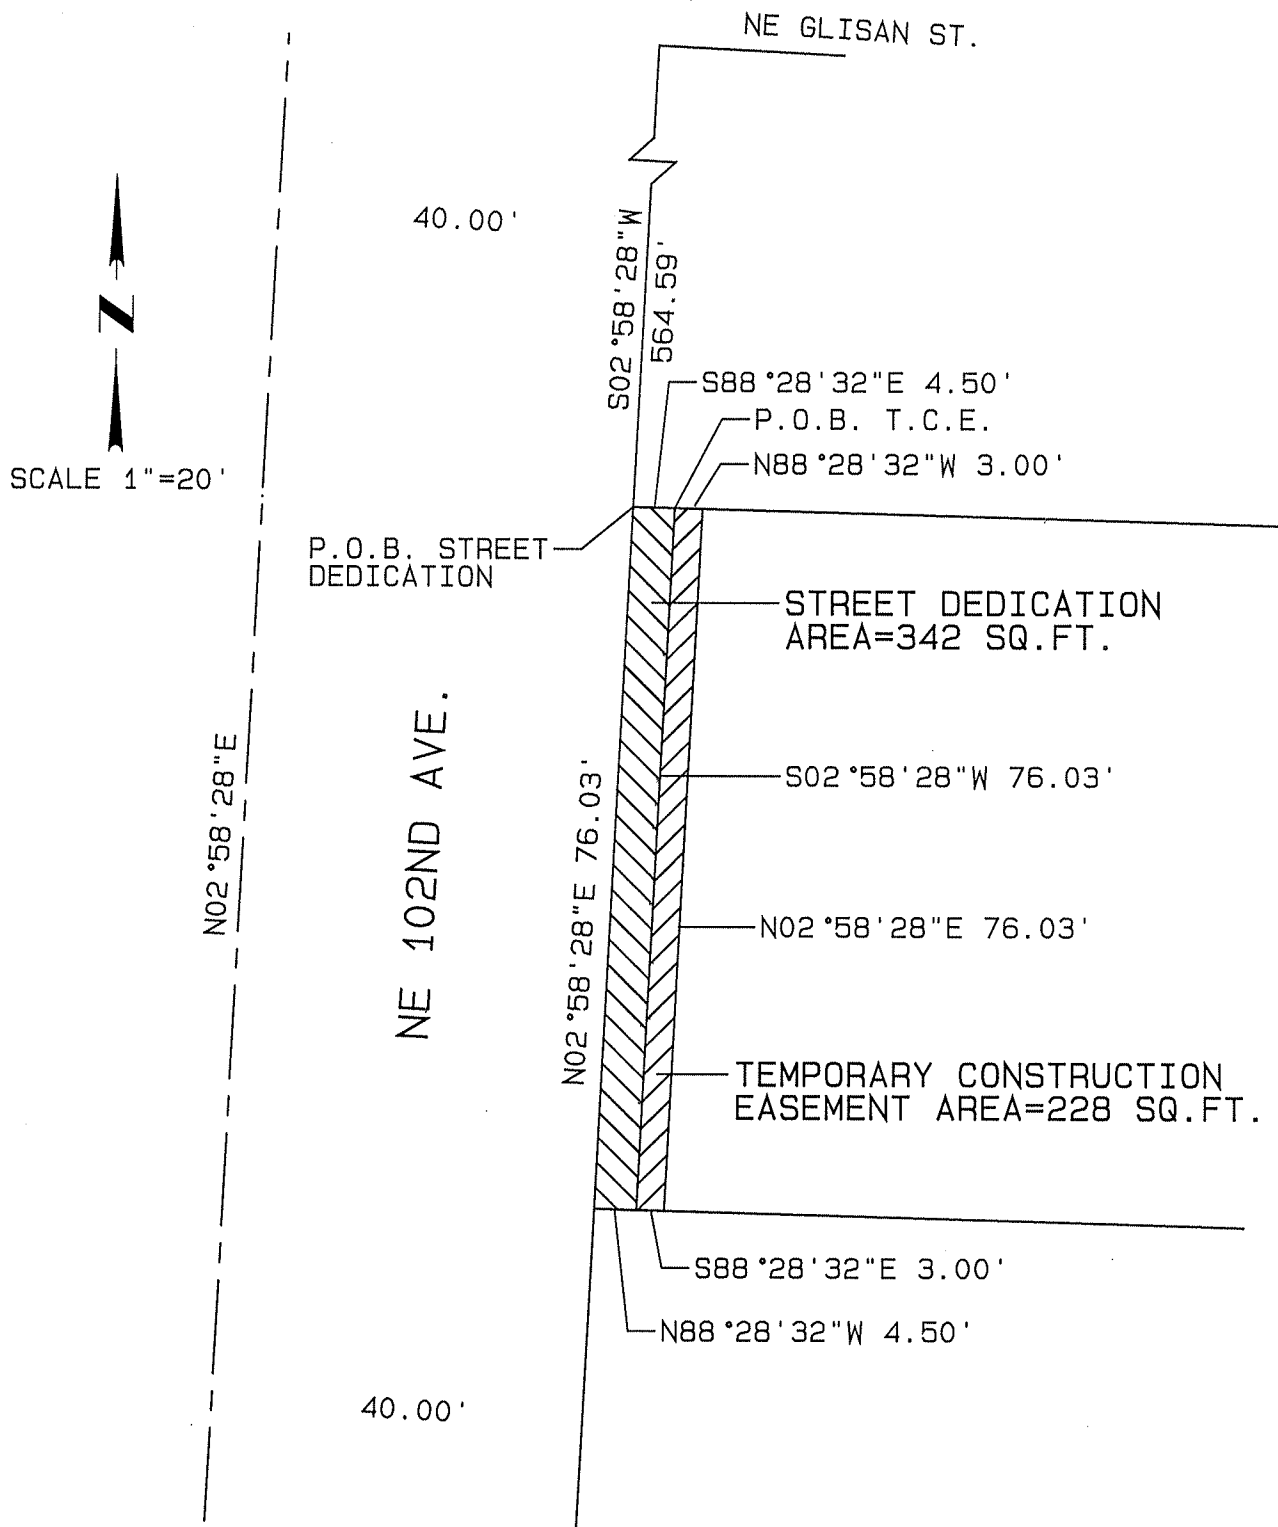 NE GLISAN ST.
40.00'
S02°58'28"W
564.59'
S88°28'32"E 4.50'
P.O.B. T.C.E.
N88°28'32"W 3.00'
N
SCALE 1"=20'
P.O.B. STREET
DEDICATION
STREET DEDICATION
AREA=342 SQ.FT.
N02°58'28"E
NE 102ND AVE.
N02°58'28"E 76.03'
S02°58'28"W 76.03'
N02°58'28"E 76.03'
TEMPORARY CONSTRUCTION
EASEMENT AREA=228 SQ.FT.
S88°28'32"E 3.00'
N88°28'32"W 4.50'
40.00'